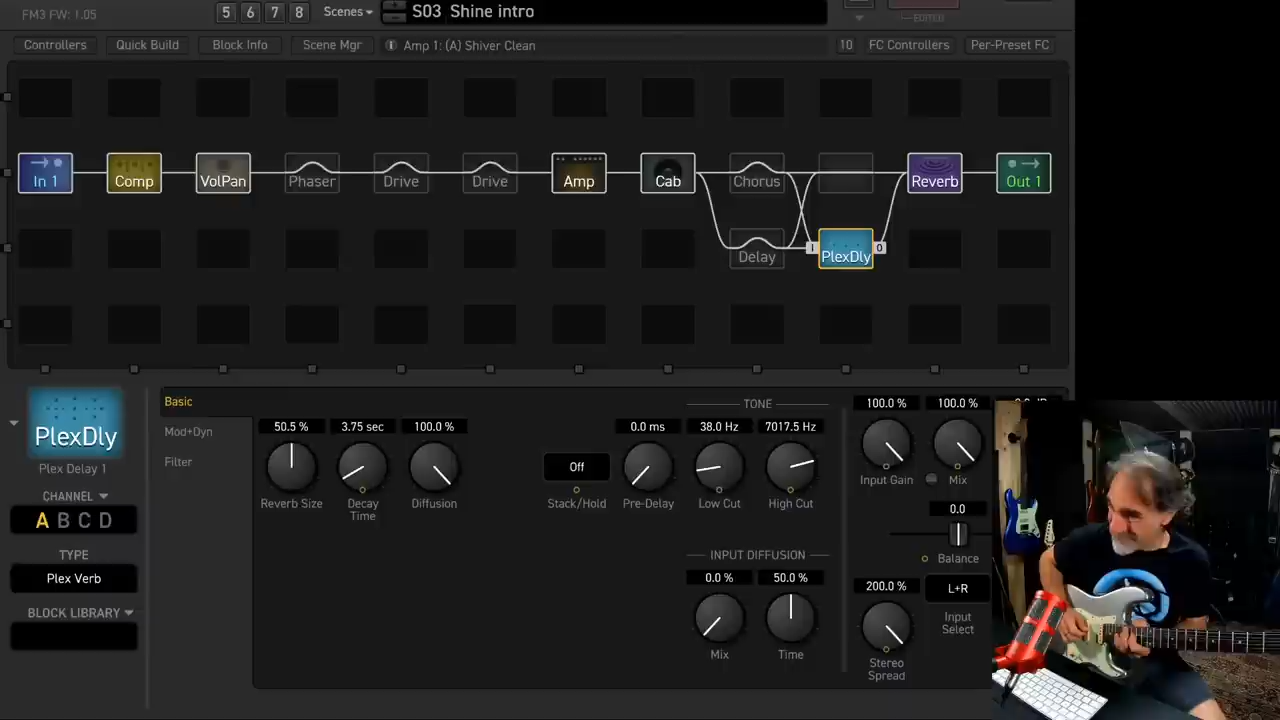 FM3 FW: 1.05
5 6 7 8 Scenes S03 Shine intro
EDITED
Controllers Quick Build Block Info Scene Mgr Amp 1: (A) Shiver Clean 10 FC Controllers Per-Preset FC
In 1 Comp VolPan Phaser Drive Drive Amp Cab Chorus Reverb Out 1
Delay I PlexDly O
PlexDly
Plex Delay 1
CHANNEL
A B C D
TYPE
Plex Verb
BLOCK LIBRARY
Basic
Mod+Dyn
Filter
50.5 % 3.75 sec 100.0 %
Reverb Size Decay Time Diffusion
TONE
Off 0.0 ms 38.0 Hz 7017.5 Hz
Stack/Hold Pre-Delay Low Cut High Cut
INPUT DIFFUSION
0.0 % 50.0 %
Mix Time
100.0 % 100.0 %
Input Gain Mix
0.0
Balance
200.0 % L+R
Stereo Spread Input Select